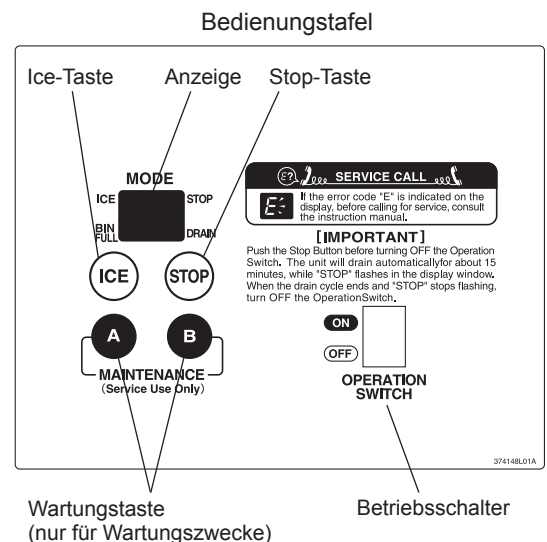 Bedienungstafel
Ice-Taste
Anzeige
Stop-Taste
MODE
ICE
STOP
BIN
FULL
DRAIN
ICE
STOP
A
B
MAINTENANCE
(Service Use Only)
E? SERVICE CALL
E: If the error code "E" is indicated on the
display, before calling for service, consult
the instruction manual.
[IMPORTANT]
Push the Stop Button before turning OFF the Operation
Switch. The unit will drain automaticallyfor about 15
minutes, while "STOP" flashes in the display window.
When the drain cycle ends and "STOP" stops flashing,
turn OFF the OperationSwitch.
ON
OFF
OPERATION
SWITCH
374148L01A
Wartungstaste
(nur für Wartungszwecke)
Betriebsschalter